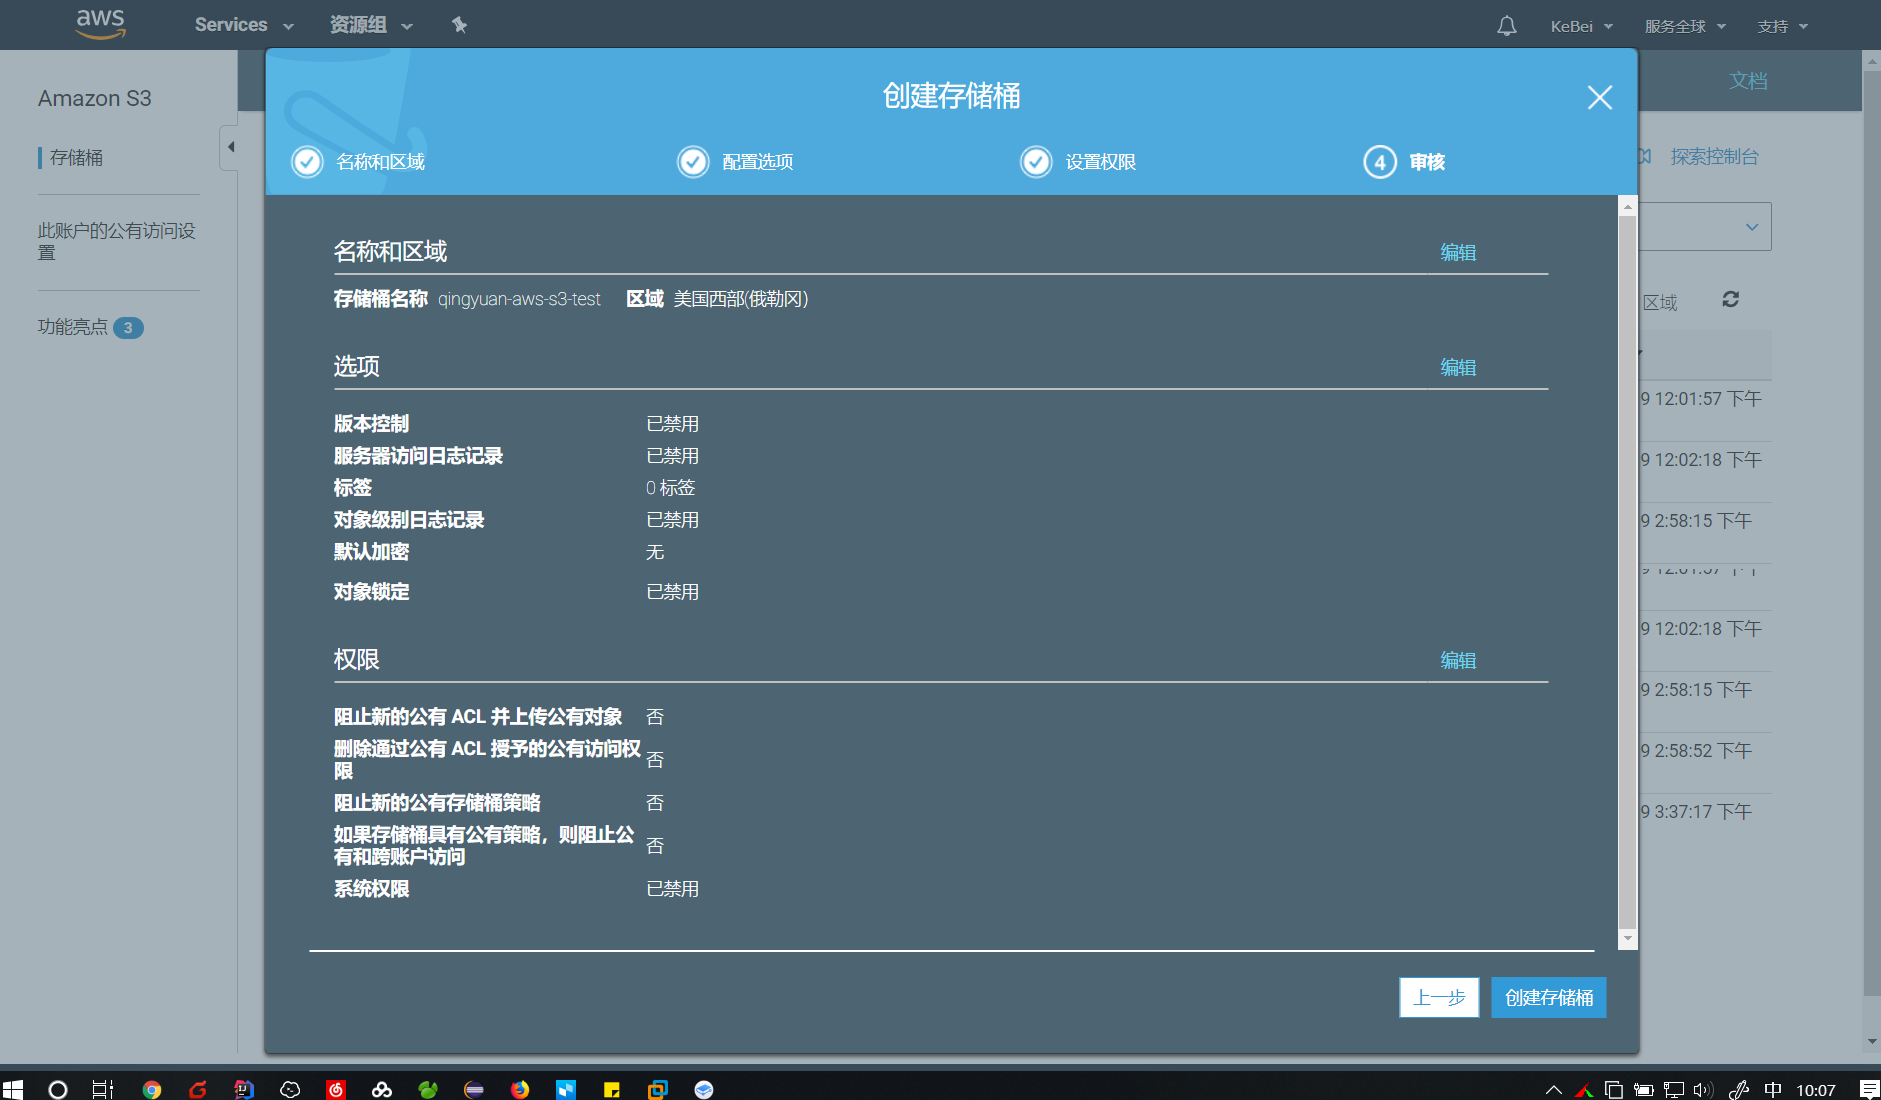 aws
Services
资源组
KeBei
服务全球
支持
Amazon S3
存储桶
此账户的公有访问设
置
功能亮点 3
文档
探索控制台
区域
9 12:01:57 下午
9 12:02:18 下午
9 2:58:15 下午
9 12:01:57 下午
9 12:02:18 下午
9 2:58:15 下午
9 2:58:52 下午
9 3:37:17 下午
创建存储桶
名称和区域
配置选项
设置权限
4 审核
名称和区域 编辑
存储桶名称 qingyuan-aws-s3-test 区域 美国西部(俄勒冈)
选项 编辑
版本控制 已禁用
服务器访问日志记录 已禁用
标签 0 标签
对象级别日志记录 已禁用
默认加密 无
对象锁定 已禁用
权限 编辑
阻止新的公有 ACL 并上传公有对象 否
删除通过公有 ACL 授予的公有访问权
限 否
阻止新的公有存储桶策略 否
如果存储桶具有公有策略，则阻止公
有和跨账户访问 否
系统权限 已禁用
上一步 创建存储桶
中 10:07